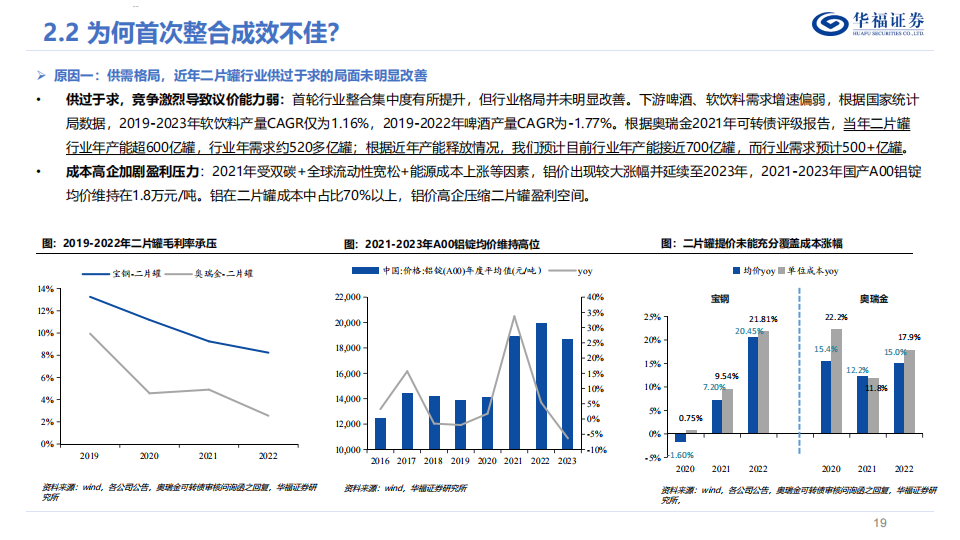 2.2 为何首次整合成效不佳?
华福证券
HUAFU SECURITIES CO.,LTD.
➢ 原因一：供需格局，近年二片罐行业供过于求的局面未明显改善
• 供过于求，竞争激烈导致议价能力弱：首轮行业整合集中度有所提升，但行业格局并未明显改善。下游啤酒、软饮料需求增速偏弱，根据国家统计
局数据，2019-2023年软饮料产量CAGR仅为1.16%，2019-2022年啤酒产量CAGR为-1.77%。根据奥瑞金2021年可转债评级报告，当年二片罐
行业年产能超600亿罐，行业年需求约520多亿罐；根据近年产能释放情况，我们预计目前行业年产能接近700亿罐，而行业需求预计500+亿罐。
• 成本高企加剧盈利压力：2021年受双碳+全球流动性宽松+能源成本上涨等因素，铝价出现较大涨幅并延续至2023年，2021-2023年国产A00铝锭
均价维持在1.8万元/吨。铝在二片罐成本中占比70%以上，铝价高企压缩二片罐盈利空间。
图：2019-2022年二片罐毛利率承压
宝钢-二片罐 奥瑞金-二片罐
14%
12%
10%
8%
6%
4%
2%
0%
2019 2020 2021 2022
资料来源：wind，各公司公告，奥瑞金可转债审核问询函之回复，华福证券研
究所
图：2021-2023年A00铝锭均价维持高位
中国:价格:铝锭(A00)年度平均值(元/吨) yoy
22,000
20,000
18,000
16,000
14,000
12,000
10,000
40%
35%
30%
25%
20%
15%
10%
5%
0%
-5%
-10%
2016 2017 2018 2019 2020 2021 2022 2023
资料来源：wind，华福证券研究所
图：二片罐提价未能充分覆盖成本涨幅
均价yoy 单位成本yoy
宝钢 奥瑞金
25%
20%
15%
10%
5%
0%
-5%
-1.60% 0.75%
7.20% 9.54%
20.45% 21.81%
15.4% 22.2%
12.2% 11.8%
15.0% 17.9%
2020 2021 2022 2020 2021 2022
资料来源：wind，各公司公告，奥瑞金可转债审核问询函之回复，华福证券研
究所，
19